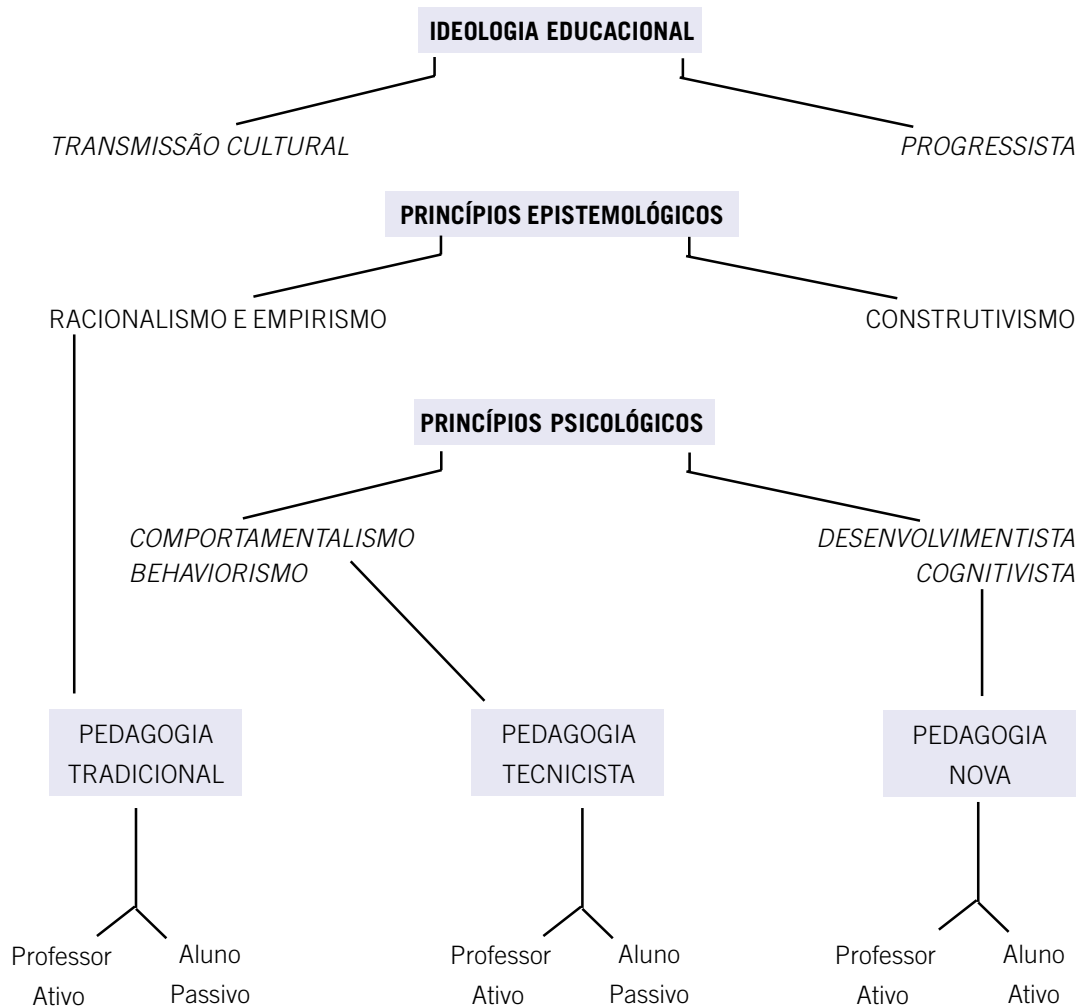 IDEOLOGIA EDUCACIONAL
TRANSMISSÃO CULTURAL
PROGRESSISTA
PRINCÍPIOS EPISTEMOLÓGICOS
RACIONALISMO E EMPIRISMO
CONSTRUTIVISMO
PRINCÍPIOS PSICOLÓGICOS
COMPORTAMENTALISMO
BEHAVIORISMO
DESENVOLVIMENTISTA
COGNITIVISTA
PEDAGOGIA
TRADICIONAL
PEDAGOGIA
TECNICISTA
PEDAGOGIA
NOVA
Professor
Ativo
Aluno
Passivo
Professor
Ativo
Aluno
Passivo
Professor
Ativo
Aluno
Ativo